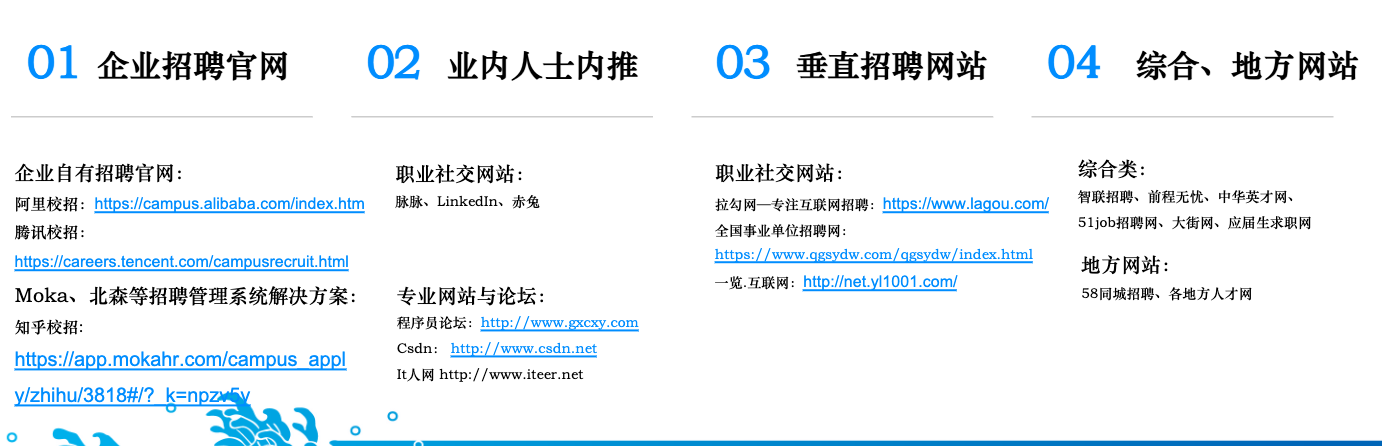 01 企业招聘官网
企业自有招聘官网：
阿里校招：https://campus.alibaba.com/index.htm
腾讯校招：
https://careers.tencent.com/campusrecruit.html
Moka、北森等招聘管理系统解决方案：
知乎校招:
https://app.mokahr.com/campus_appl
y/zhihu/3818#/?_k=npzv5y
02 业内人士内推
职业社交网站：
脉脉、LinkedIn、赤兔
专业网站与论坛：
程序员论坛：http://www.gxcxy.com
Csdn： http://www.csdn.net
It人网 http://www.iteer.net
03 垂直招聘网站
职业社交网站：
拉勾网—专注互联网招聘：https://www.lagou.com/
全国事业单位招聘网：
https://www.qgsydw.com/qgsydw/index.html
一览.互联网：http://net.yl1001.com/
04 综合、地方网站
综合类：
智联招聘、前程无忧、中华英才网、
51job招聘网、大街网、应届生求职网
地方网站：
58同城招聘、各地方人才网